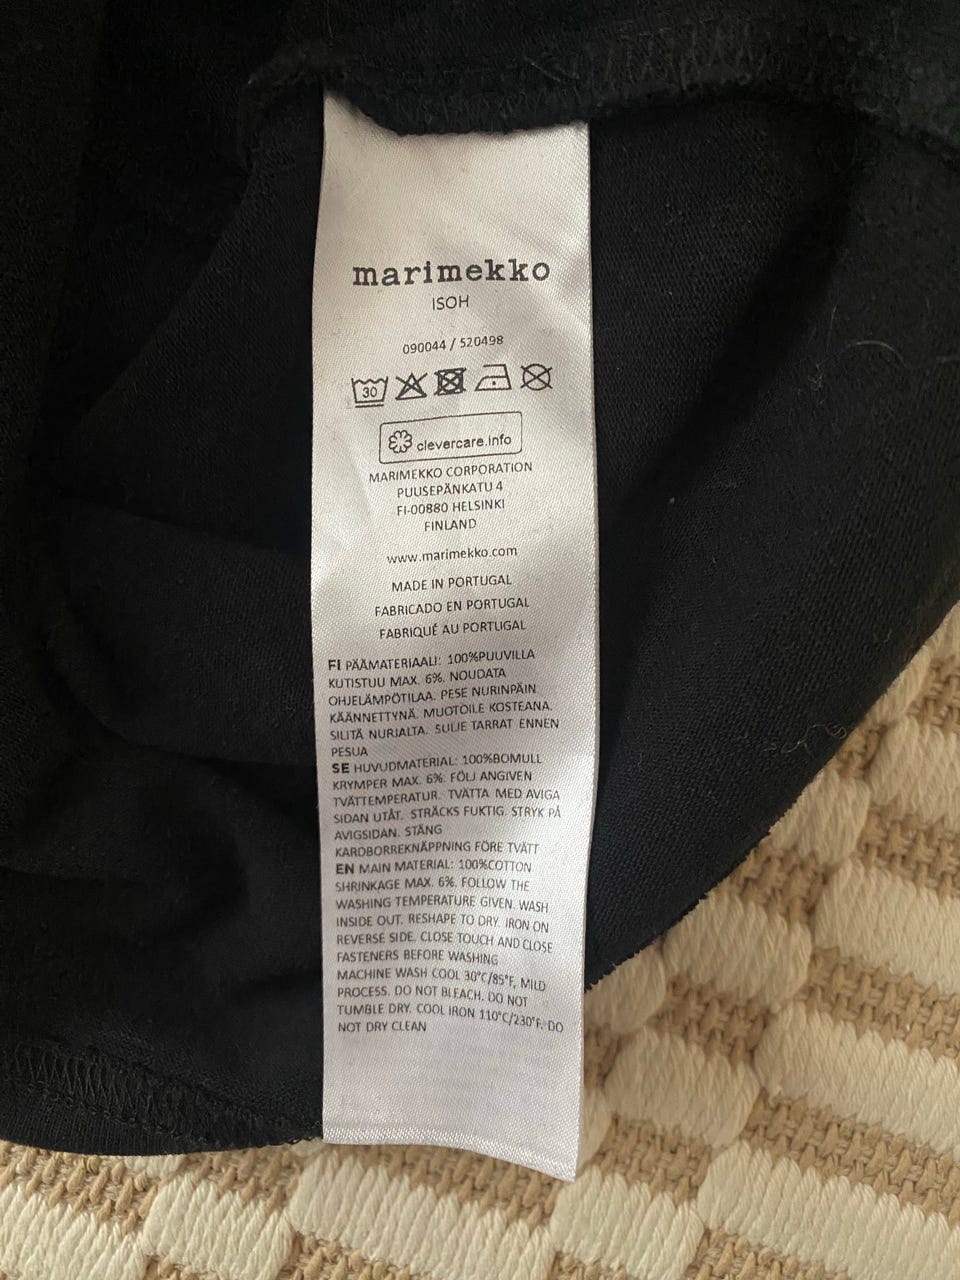 marimekko
ISOH
090044 / 520498
30
clevercare.info
MARIMEKKO CORPORATION
PUUSEPÄNKATU 4
FI-00880 HELSINKI
FINLAND
www.marimekko.com
MADE IN PORTUGAL
FABRICADO EN PORTUGAL
FABRIQUÉ AU PORTUGAL
FI PÄÄMATERIAALI: 100%PUUVILLA
KUTISTUU MAX. 6%. NOUDATA
OHJELÄMPÖTILAA. PESE NURINPÄIN
KÄÄNNETTYNÄ. MUOTOILE KOSTEANA.
SILITÄ NURJALTA. SULJE TARRAT ENNEN
PESUA
SE HUVUDMATERIAL: 100%BOMULL
KRYMPER MAX. 6%. FÖLJ ANGIVEN
TVÄTTEMPERATUR. TVÄTTA MED AVIGA
SIDAN UTÅT. STRÄCKS FUKTIG. STRYK PÅ
AVIGSIDAN. STÄNG
KARDBORREKNÄPPNING FÖRE TVÄTT
EN MAIN MATERIAL: 100%COTTON
SHRINKAGE MAX. 6%. FOLLOW THE
WASHING TEMPERATURE GIVEN. WASH
INSIDE OUT. RESHAPE TO DRY. IRON ON
REVERSE SIDE. CLOSE TOUCH AND CLOSE
FASTENERS BEFORE WASHING
MACHINE WASH COOL 30°C/85°F, MILD
PROCESS. DO NOT BLEACH. DO NOT
TUMBLE DRY. COOL IRON 110°C/230°F. DO
NOT DRY CLEAN